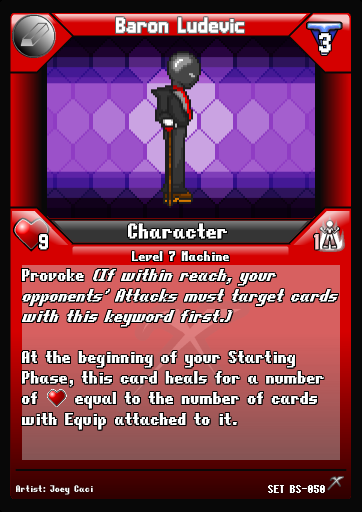 Baron Ludevic
3
9
Character
1
Level 7 Machine
Provoke (If within reach, your
opponents' Attacks must target cards
with this keyword first.)
At the beginning of your Starting
Phase, this card heals for a number
of equal to the number of cards
with Equip attached to it.
Artist: Joey Caci
SET BS-050